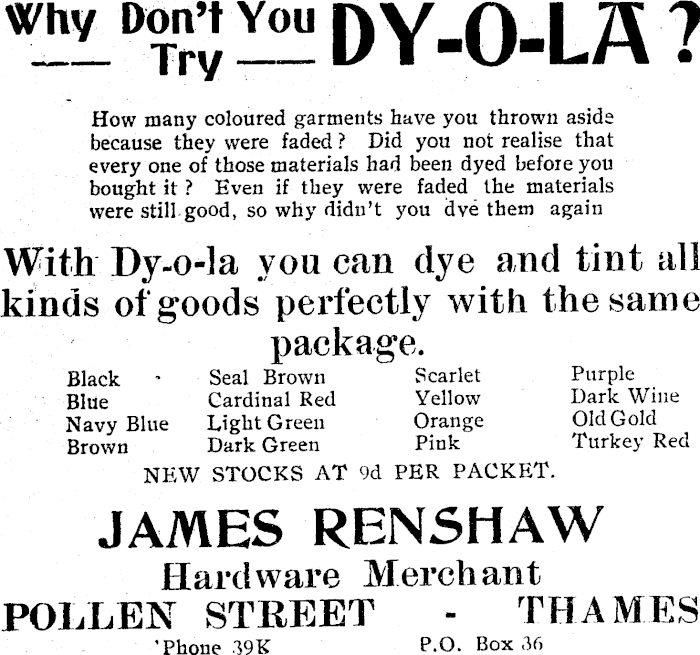 Why Don't You
Try
DY-O-LA?
How many coloured garments have you thrown aside
because they were faded? Did you not realise that
every one of those materials had been dyed before you
bought it? Even if they were faded the materials
were still good, so why didn't you dye them again
With Dy-o-la you can dye and tint all
kinds of goods perfectly with the same
package.
Black Seal Brown Scarlet Purple
Blue Cardinal Red Yellow Dark Wine
Navy Blue Light Green Orange Old Gold
Brown Dark Green Pink Turkey Red
NEW STOCKS AT 9d PER PACKET.
JAMES RENSHAW
Hardware Merchant
POLLEN STREET - THAMES
'Phone 39K P.O. Box 36